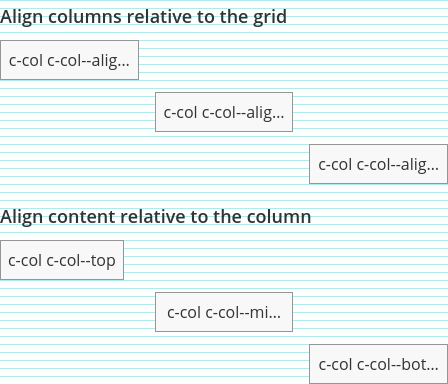 Align columns relative to the grid
c-col c-col--alig...
c-col c-col--alig...
c-col c-col--alig...
Align content relative to the column
c-col c-col--top
c-col c-col--mi...
c-col c-col--bot...